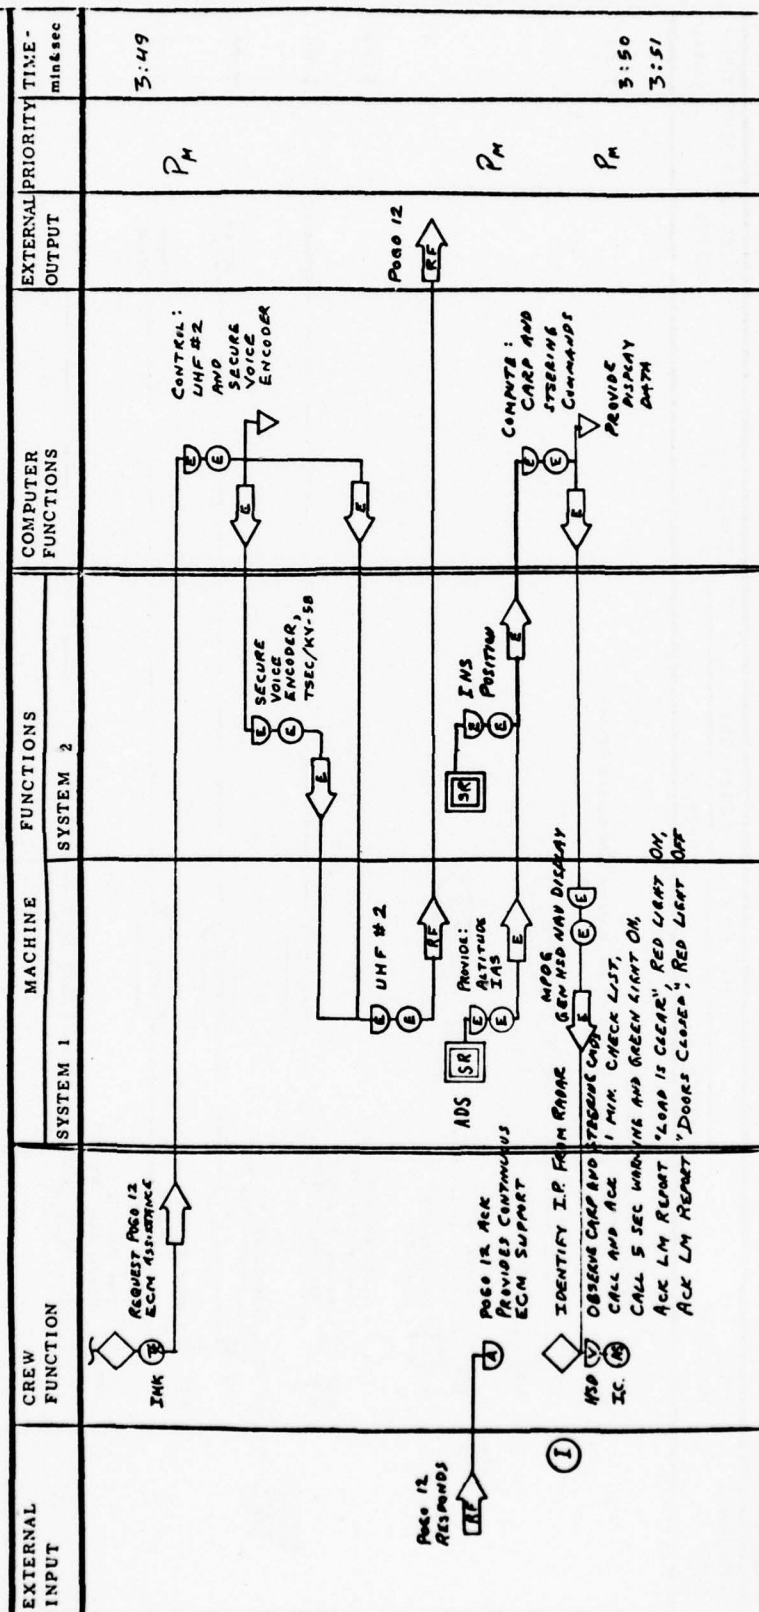 EXTERNAL
INPUT
CREW
FUNCTION
MACHINE
FUNCTIONS
SYSTEM 1
SYSTEM 2
COMPUTER
FUNCTIONS
EXTERNAL
OUTPUT
PRIORITY
TIME-
min&sec
REQUEST POGO 12
ECM ASSISTANCE
IMK
CONTROL:
UHF #2
AND
SECURE
VOICE
ENCODER
E
E
E
E
PM
3:49
SECURE
VOICE
ENCODER,
TSEC/KY-58
E
E
E
UHF #2
E
E
RF
POGO 12
RF
POGO 12
RESPONDS
RF
A
POGO 12 ACK
PROVIDES CONTINUOUS
ECM SUPPORT
ADS
SR
PROVIDE:
ALTITUDE
IAS
E
E
E
SR
INS
POSITION
E
E
E
COMPUTE:
CARP AND
STEERING
COMMANDS
E
E
E
PROVIDE
DISPLAY
DATA
PM
I
IDENTIFY I.P. FROM RADAR
MPDG
GEN HSD NAV DISPLAY
E
E
E
PM
HSD
V
OBSERVE CARP AND STEERING CMDS
I.C.
CALL AND ACK 1 MIN. CHECK LIST,
CALL 5 SEC WARNING AND GREEN LIGHT ON,
ACK LM REPORT "LOAD IS CLEAR", RED LIGHT ON,
ACK LM REPORT "DOORS CLOSED", RED LIGHT OFF
3:50
3:51